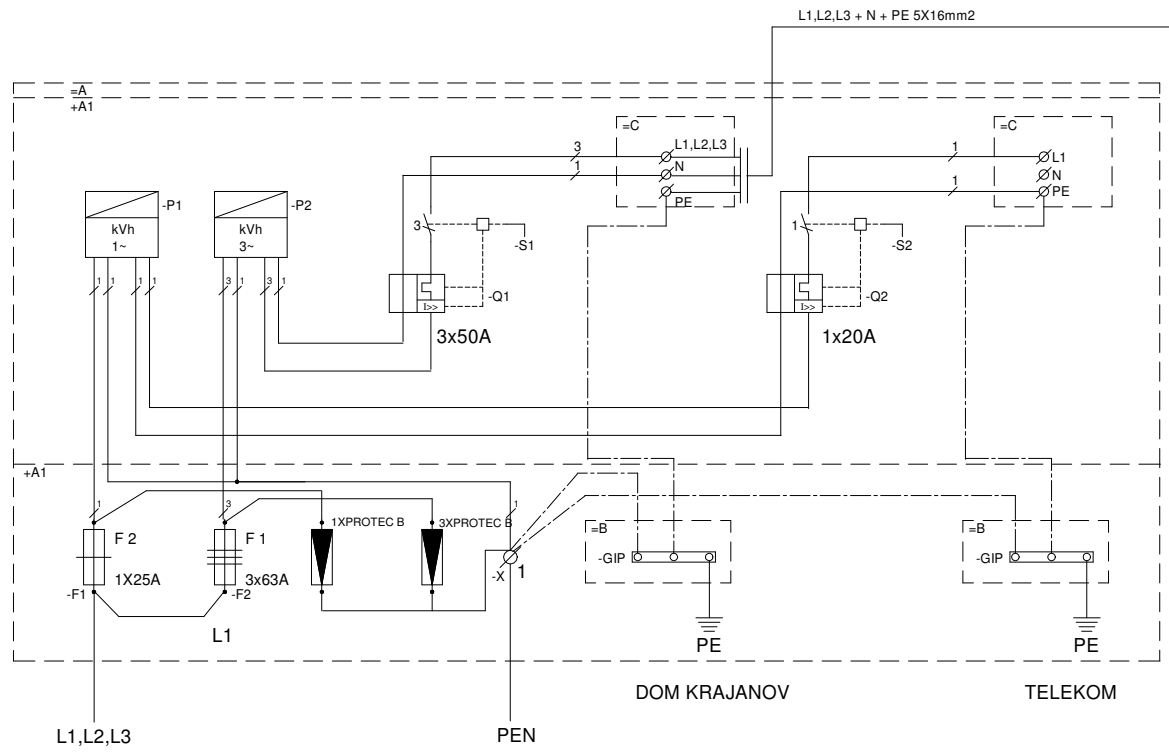 L1,L2,L3 + N + PE 5X16mm2
=A
+A1
=C
L1,L2,L3
N
PE
3
1
=C
L1
N
PE
1
1
-P1
kVh
1~
-P2
kVh
3~
3
-S1
1
-S2
1
1
1
1
3
1
3
1
I>>
-Q1
3x50A
I>>
-Q2
1x20A
+A1
1
3
1
1XPROTEC B
3XPROTEC B
F 2
1X25A
-F1
F 1
3x63A
-F2
L1
-X
1
=B
-GIP
PE
=B
-GIP
PE
DOM KRAJANOV
TELEKOM
L1,L2,L3
PEN